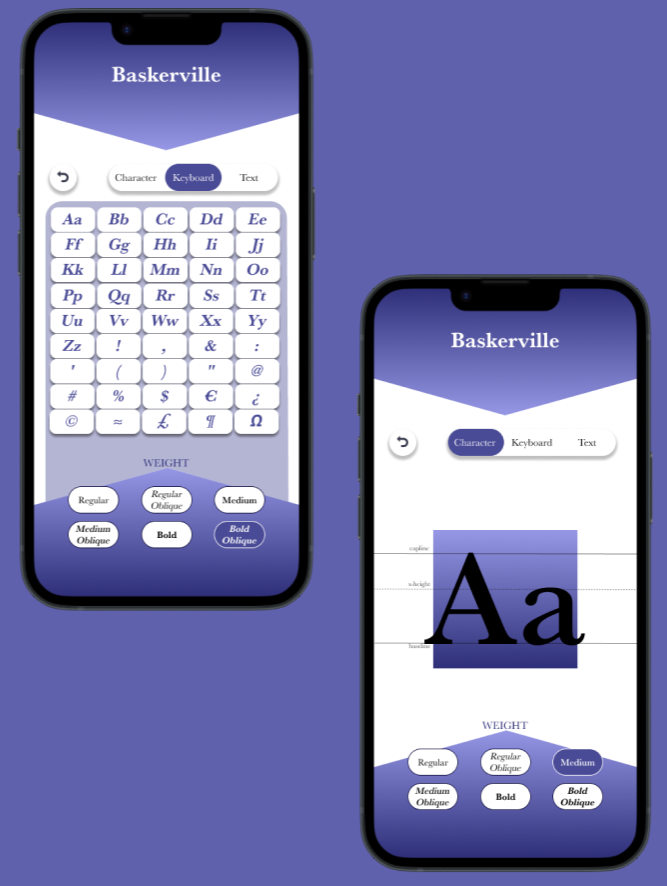 Baskerville
Character Keyboard Text
Aa Bb Cc Dd Ee
Ff Gg Hh Ii Jj
Kk Ll Mm Nn Oo
Pp Qq Rr Ss Tt
Uu Vv Ww Xx Yy
Zz ! , & :
' ( ) " @
# % $ € ¿
© ≈ £ ¶ Ω
WEIGHT
Regular Regular Medium
Oblique
Medium Bold Bold
Oblique Oblique
Baskerville
Character Keyboard Text
capline
x-height
baseline
Aa
WEIGHT
Regular Regular Medium
Oblique
Medium Bold Bold
Oblique Oblique